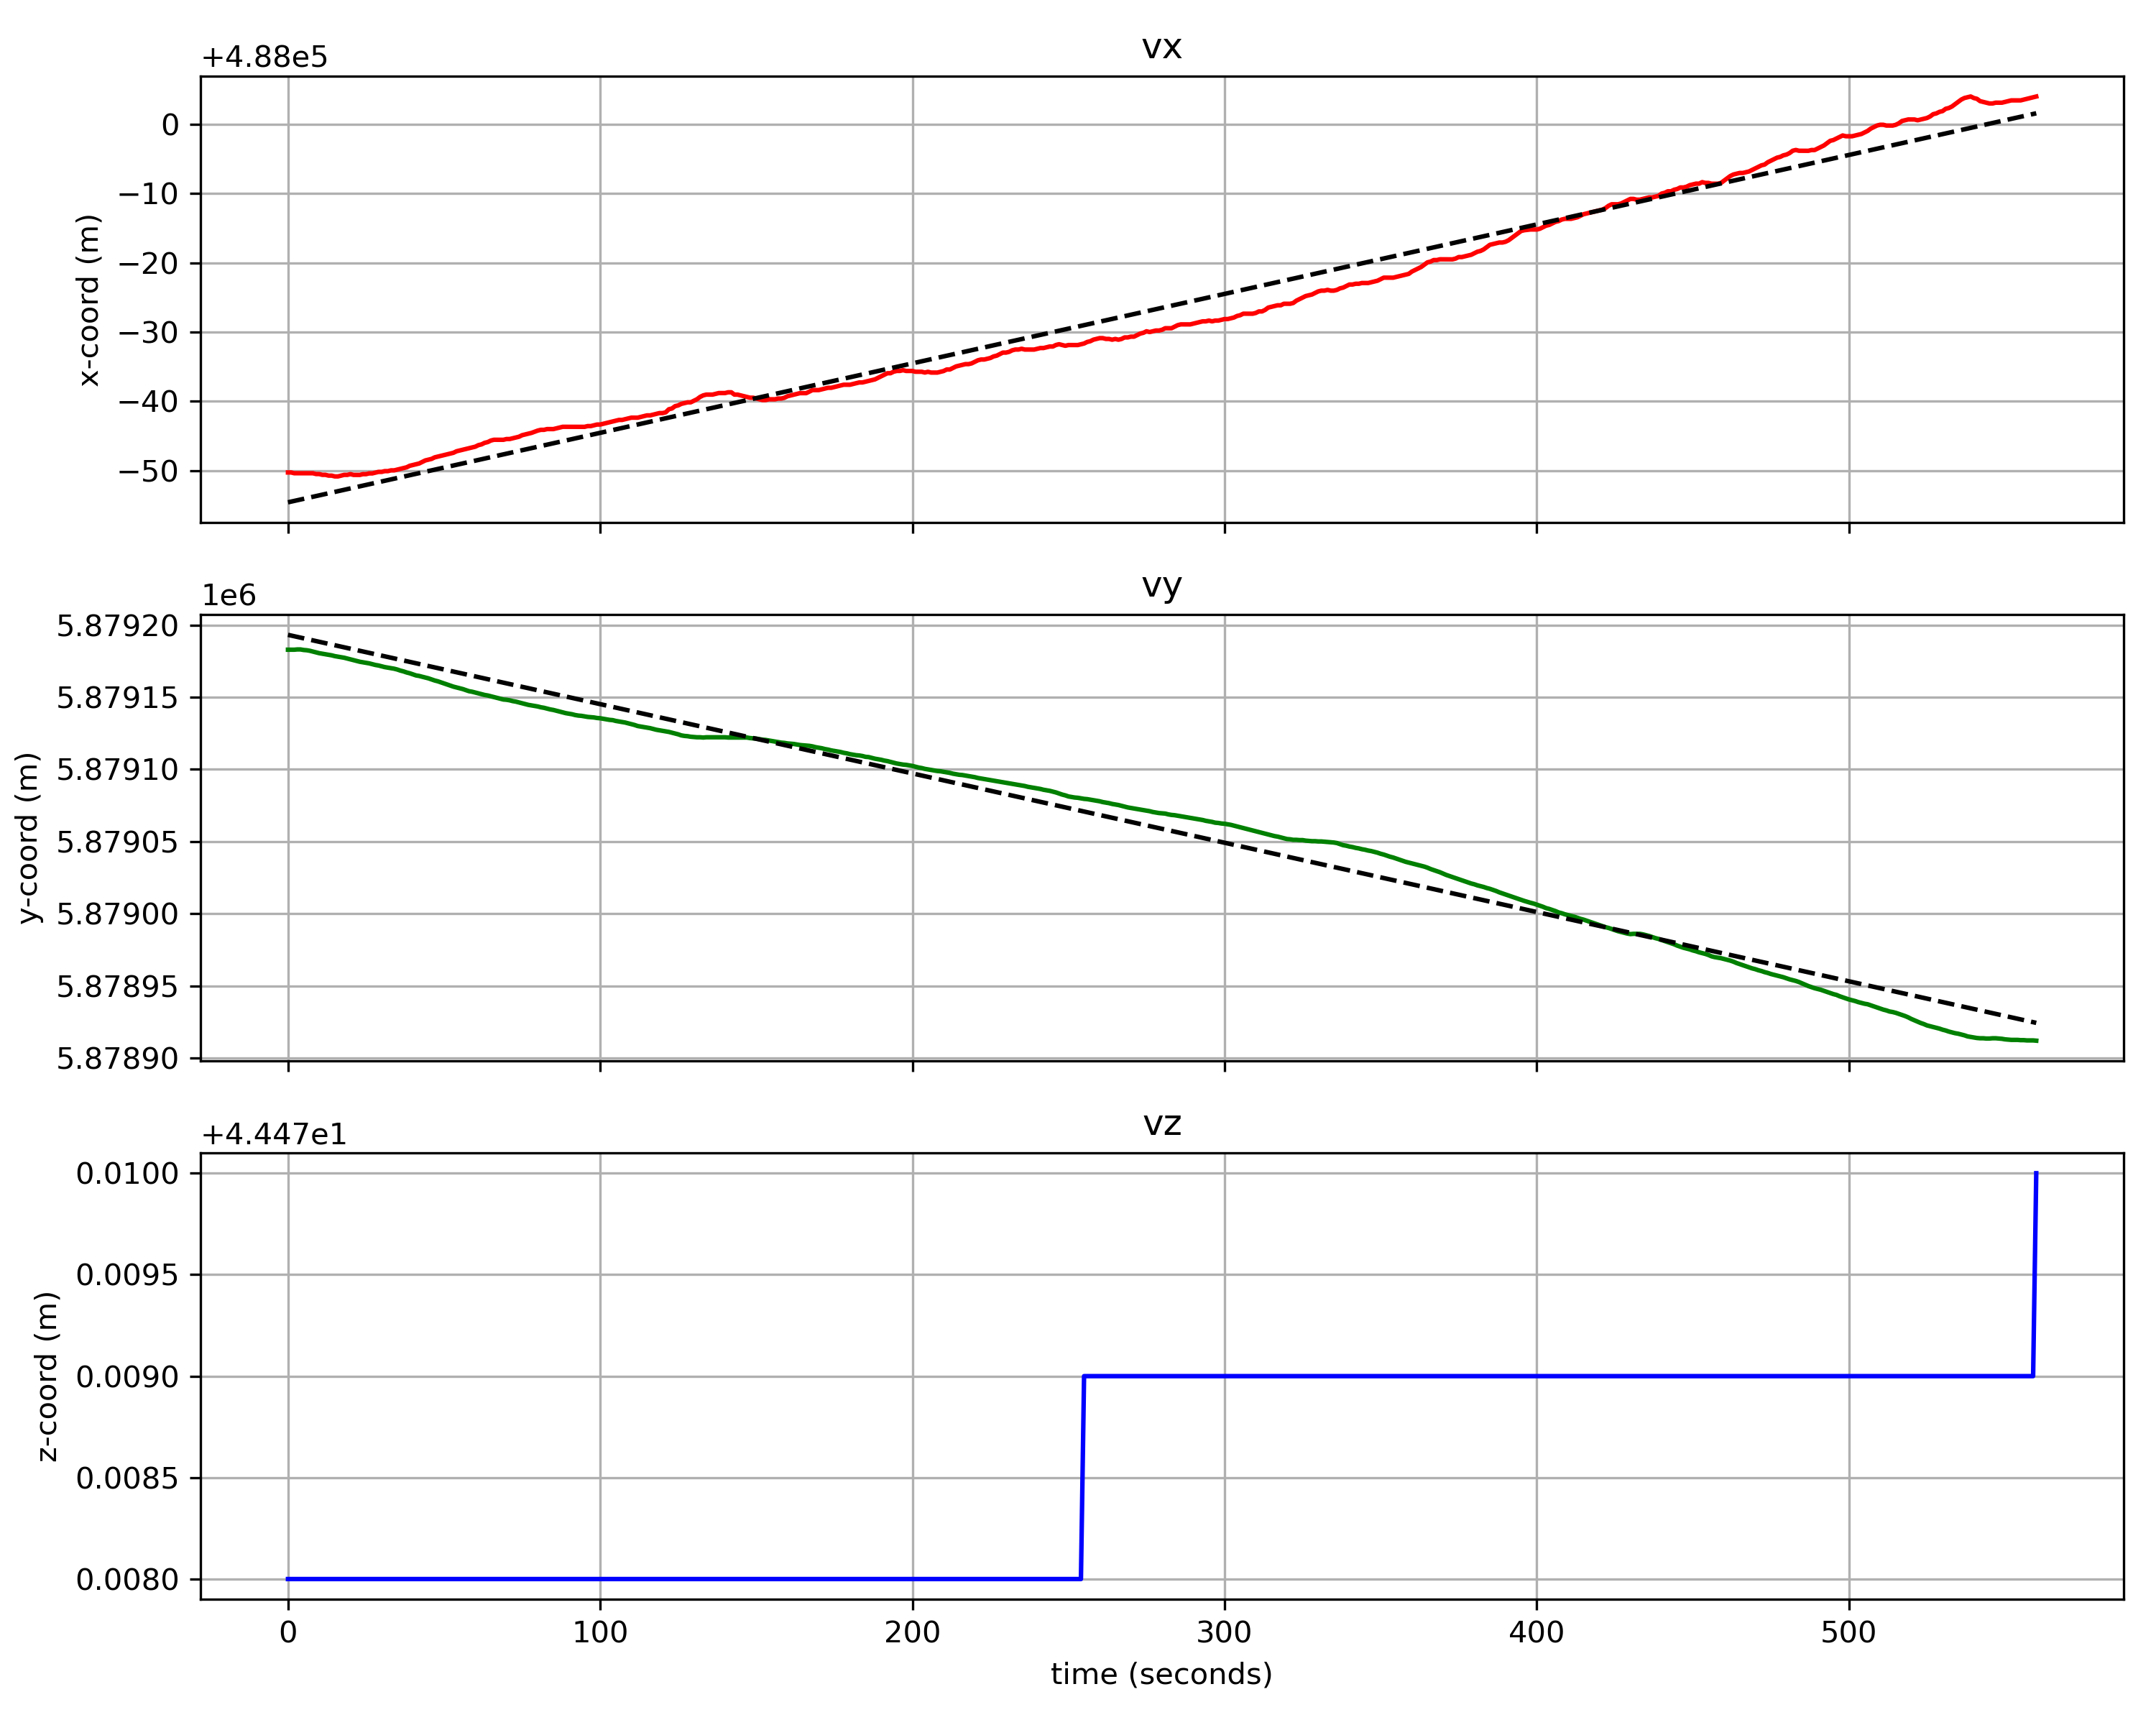 vx
+4.88e5
0
−10
−20
−30
−40
−50
x-coord (m)
vy
1e6
5.87920
5.87915
5.87910
5.87905
5.87900
5.87895
5.87890
y-coord (m)
vz
+4.447e1
0.0100
0.0095
0.0090
0.0085
0.0080
z-coord (m)
0 100 200 300 400 500
time (seconds)